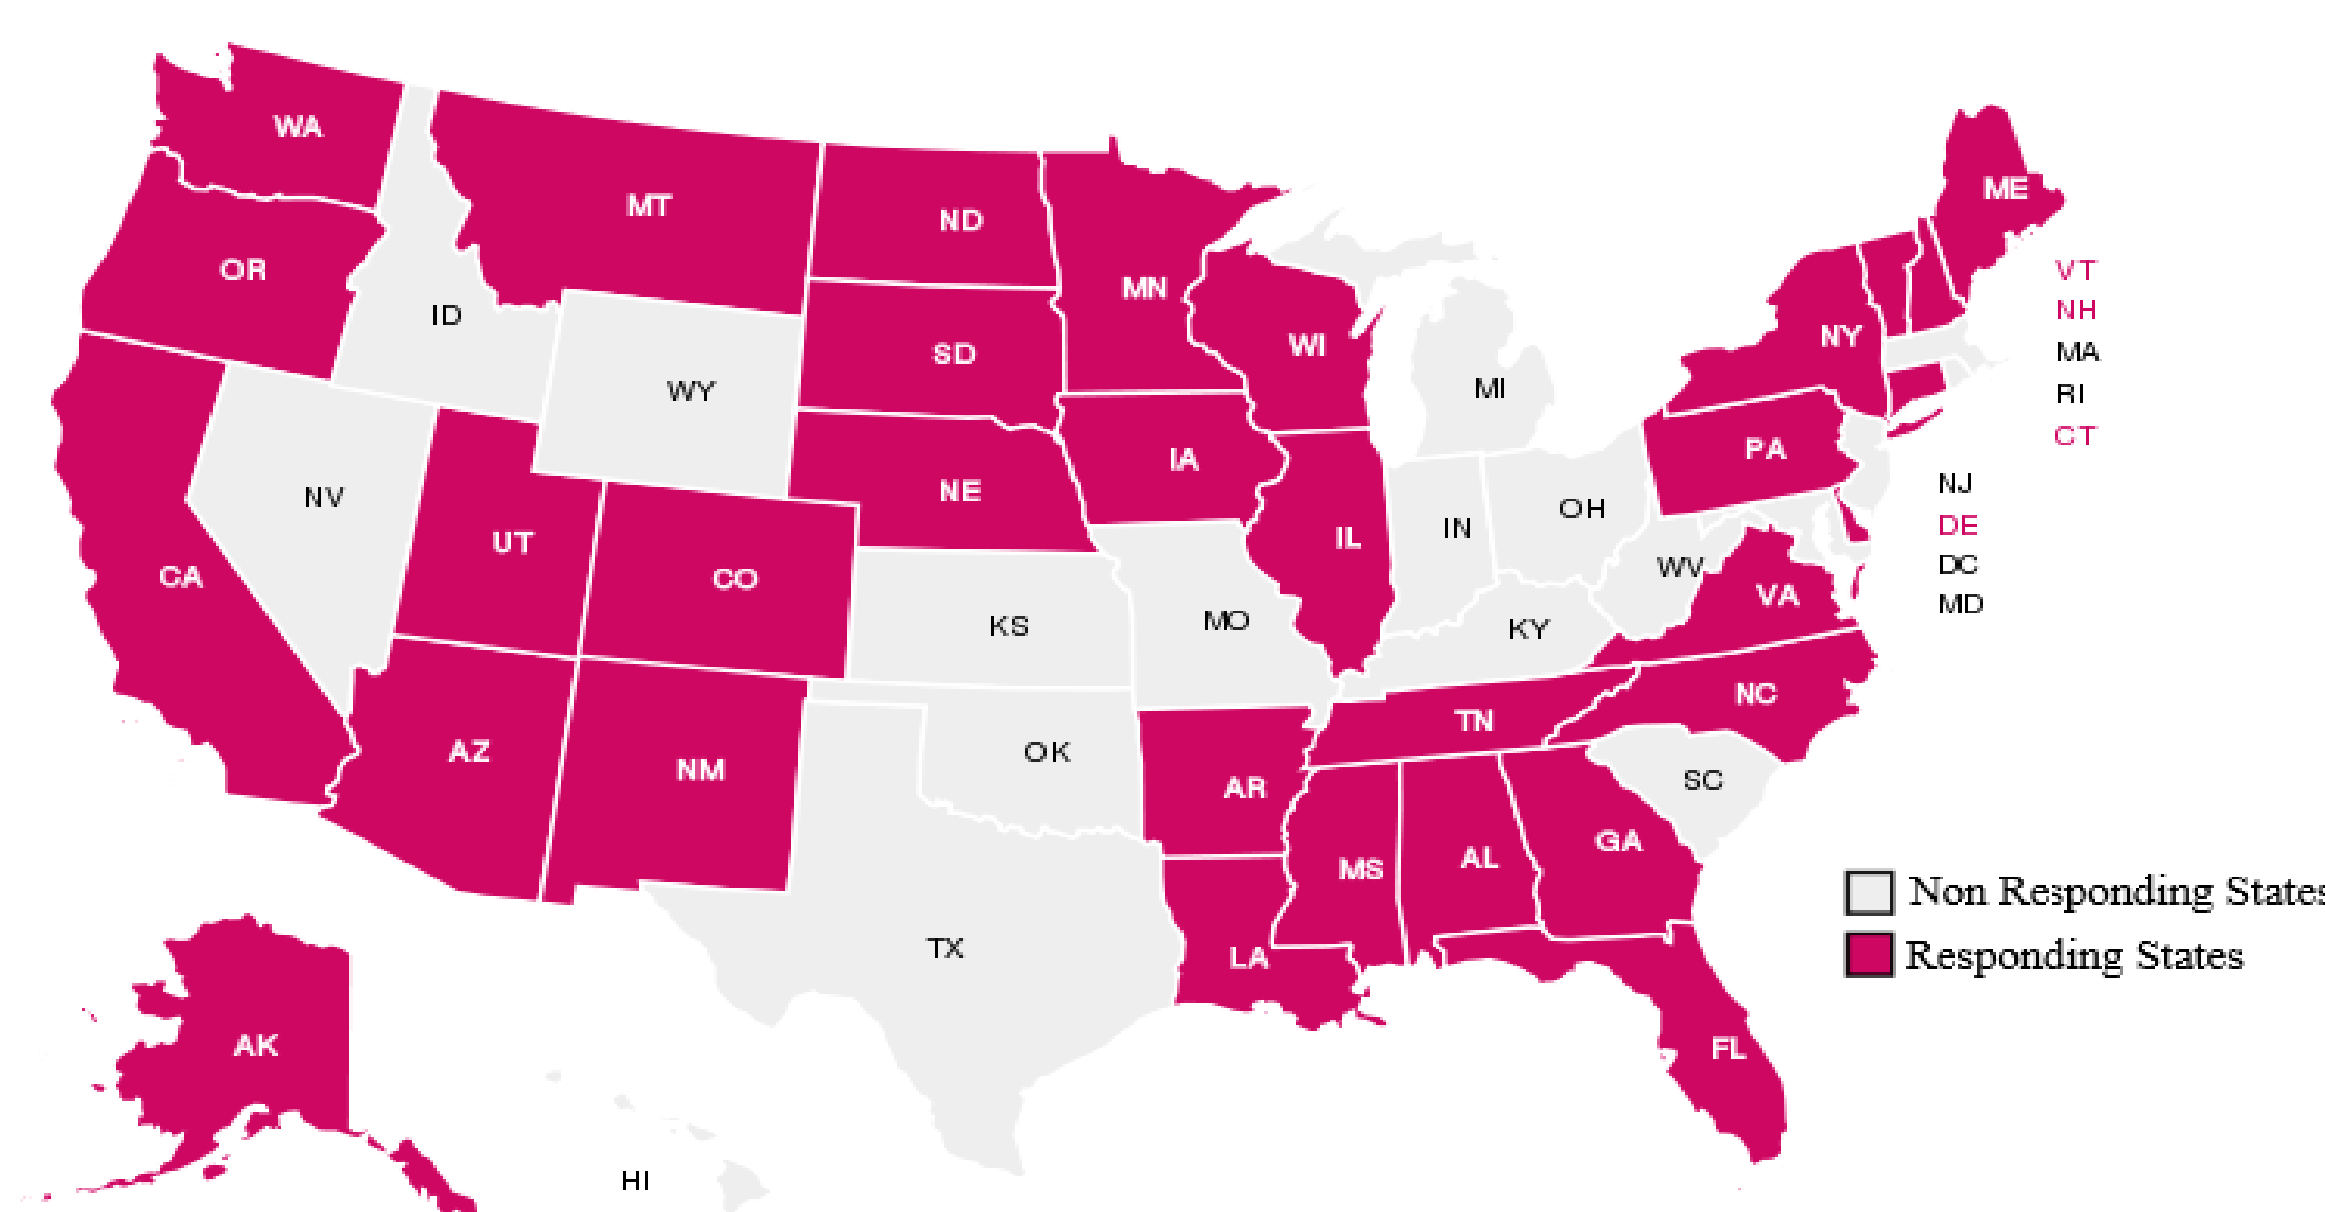 WA
MT
ND
ME
OR
MN
VT
ID
NH
SD
WI
NY
MA
WY
MI
RI
CT
PA
IA
NE
NJ
NV
OH
IN
DE
UT
IL
CO
WV
DC
CA
VA
MD
KS
MO
KY
NC
TN
AZ
OK
NM
SC
AR
GA
AL
MS
Non Responding States
TX
LA
Responding States
AK
FL
HI